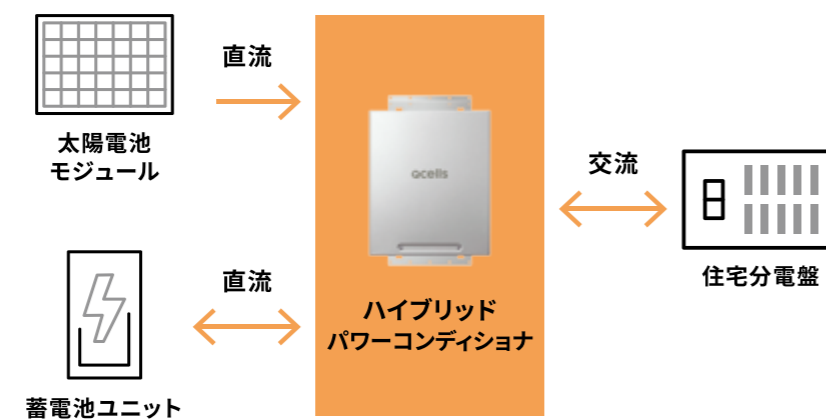 直流
太陽電池
モジュール
qcells
交流
住宅分電盤
直流
ハイブリッド
パワーコンディショナ
蓄電池ユニット